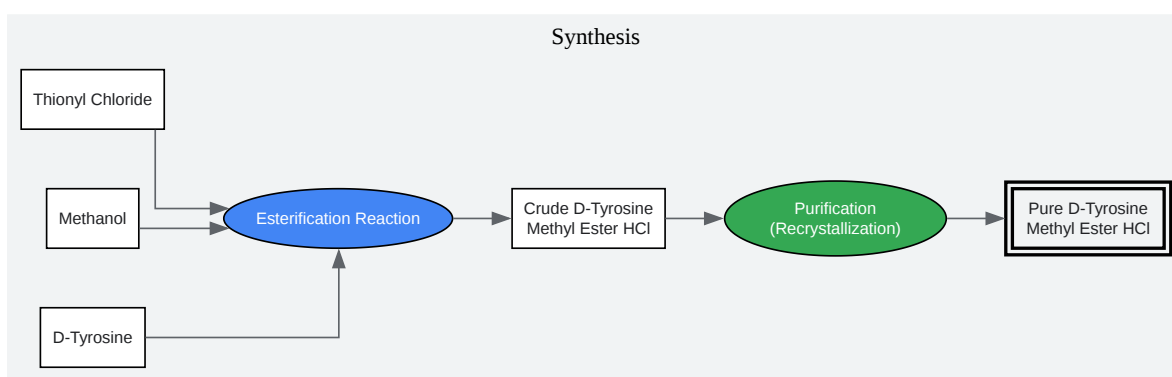 Synthesis
Thionyl Chloride
Methanol
D-Tyrosine
Esterification Reaction
Crude D-Tyrosine
Methyl Ester HCl
Purification
(Recrystallization)
Pure D-Tyrosine
Methyl Ester HCl